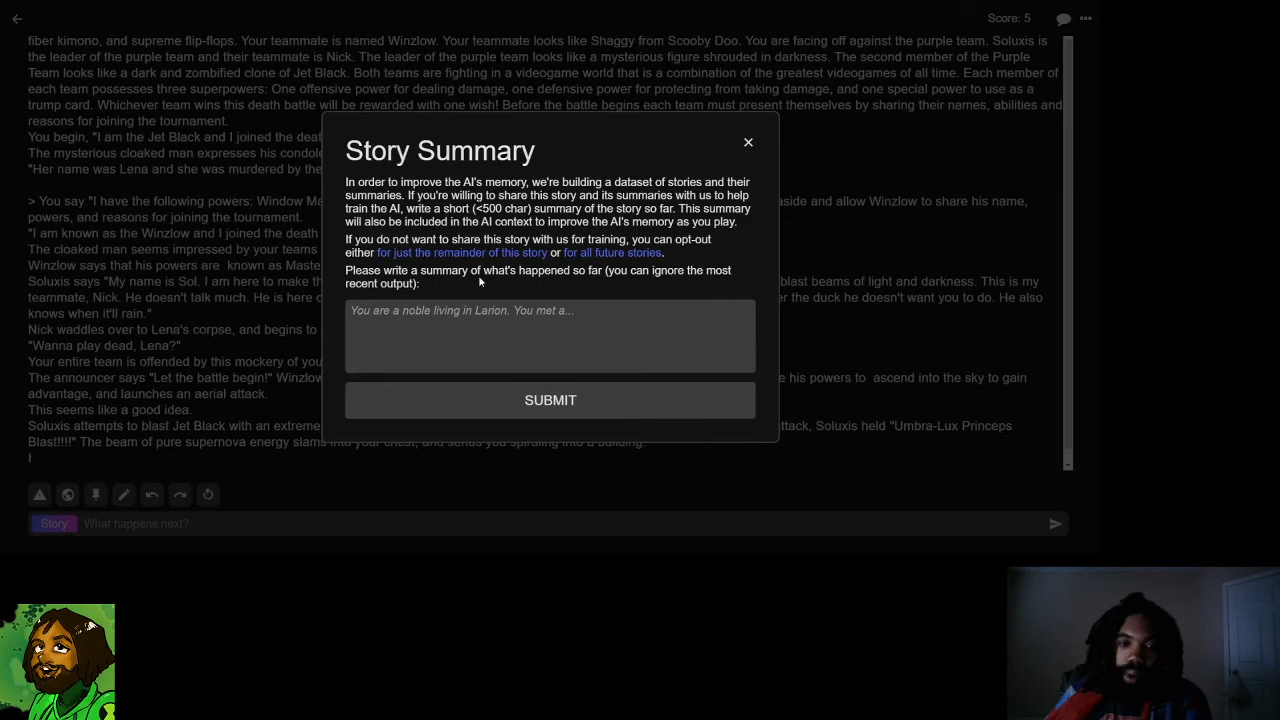 Score: 5
fiber kimono, and supreme flip-flops. Your teammate is named Winzlow. Your teammate looks like Shaggy from Scooby Doo. You are facing off against the purple team. Soluxis is
the leader of the purple team and their teammate is Nick. The leader of the purple team looks like a mysterious figure shrouded in darkness. The second member of the Purple
Team looks like a dark and zombified clone of Jet Black. Both teams are fighting in a videogame world that is a combination of the greatest videogames of all time. Each member of
each team possesses three superpowers: One offensive power for dealing damage, one defensive power for protecting from taking damage, and one special power to use as a
trump card. Whichever team wins this death battle will be rewarded with one wish! Before the battle begins each team must present themselves by sharing their names, abilities and
reasons for joining the tournament.
You begin, "I am the Jet Black and I joined the deat
The mysterious cloaked man expresses his condole
"Her name was Lena and she was murdered by the
> You say "I have the following powers: Window Ma
aside and allow Winzlow to share his name,
powers, and reasons for joining the tournament.
"I am known as the Winzlow and I joined the death
The cloaked man seems impressed by your teams
Winzlow says that his powers are known as Maste
Soluxis says "My name is Sol. I am here to make th
blast beams of light and darkness. This is my
teammate, Nick. He doesn't talk much. He is here o
r the duck he doesn't want you to do. He also
knows when it'll rain."
Nick waddles over to Lena's corpse, and begins to
"Wanna play dead, Lena?"
Your entire team is offended by this mockery of you
The announcer says "Let the battle begin!" Winzlow
e his powers to ascend into the sky to gain
advantage, and launches an aerial attack.
This seems like a good idea.
Soluxis attempts to blast Jet Black with an extreme
ttack, Soluxis held "Umbra-Lux Princeps
Blast!!!!" The beam of pure supernova energy slams into your chest, and sends you spiraling into a building.
I
Story Summary
In order to improve the AI's memory, we're building a dataset of stories and their
summaries. If you're willing to share this story and its summaries with us to help
train the AI, write a short (<500 char) summary of the story so far. This summary
will also be included in the AI context to improve the AI's memory as you play.
If you do not want to share this story with us for training, you can opt-out
either for just the remainder of this story or for all future stories.
Please write a summary of what's happened so far (you can ignore the most
recent output):
You are a noble living in Larion. You met a...
SUBMIT
Story What happens next?